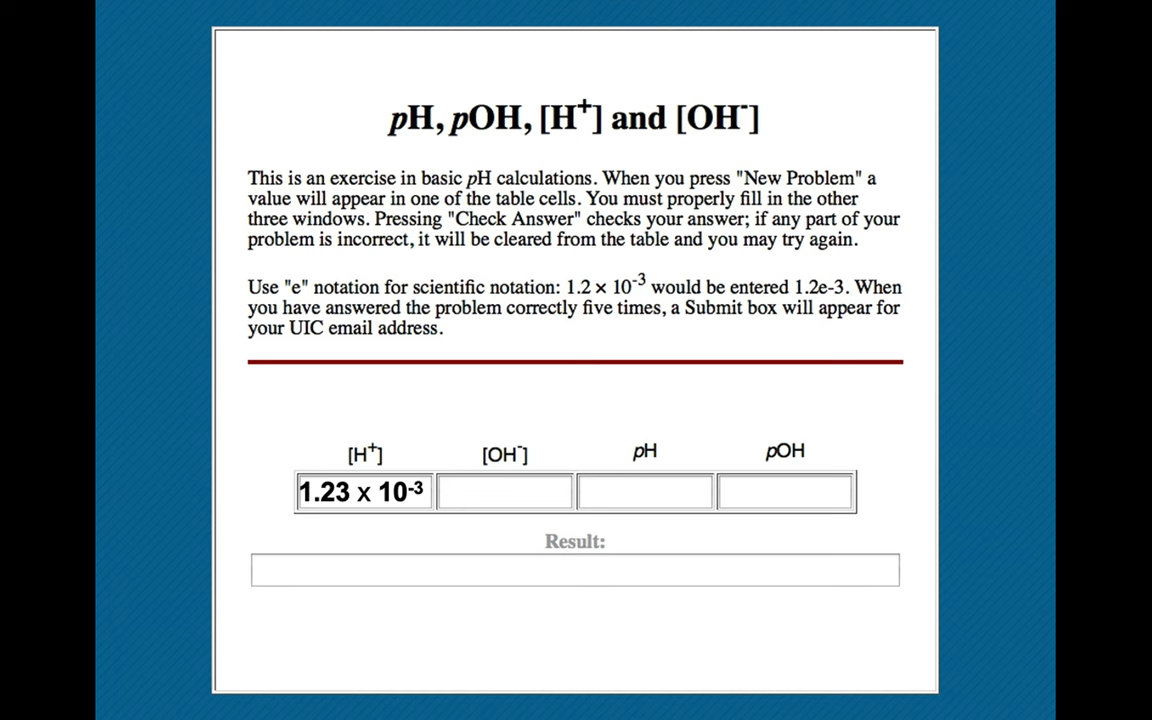 pH, pOH, [H⁺] and [OH⁻]
This is an exercise in basic pH calculations. When you press "New Problem" a
value will appear in one of the table cells. You must properly fill in the other
three windows. Pressing "Check Answer" checks your answer; if any part of your
problem is incorrect, it will be cleared from the table and you may try again.
Use "e" notation for scientific notation: 1.2 × 10⁻³ would be entered 1.2e-3. When
you have answered the problem correctly five times, a Submit box will appear for
your UIC email address.
[H⁺] [OH⁻] pH pOH
1.23 x 10⁻³
Result: